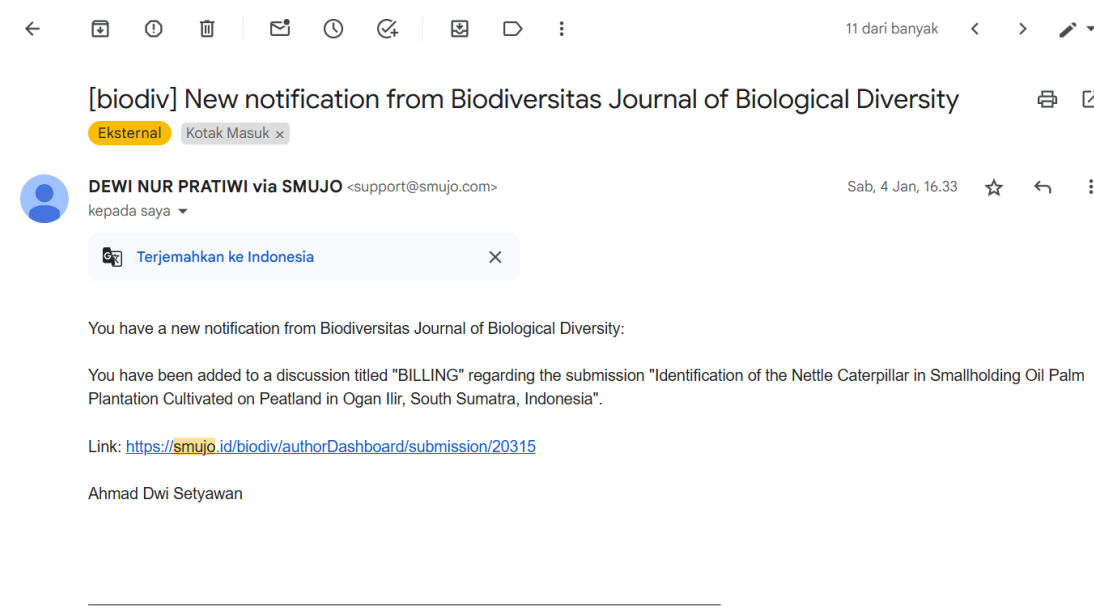 11 dari banyak
[biodiv] New notification from Biodiversitas Journal of Biological Diversity
Eksternal Kotak Masuk x
DEWI NUR PRATIWI via SMUJO <support@smujo.com> Sab, 4 Jan, 16.33
kepada saya
Terjemahkan ke Indonesia
You have a new notification from Biodiversitas Journal of Biological Diversity:
You have been added to a discussion titled "BILLING" regarding the submission "Identification of the Nettle Caterpillar in Smallholding Oil Palm
Plantation Cultivated on Peatland in Ogan Ilir, South Sumatra, Indonesia".
Link: https://smujo.id/biodiv/authorDashboard/submission/20315
Ahmad Dwi Setyawan